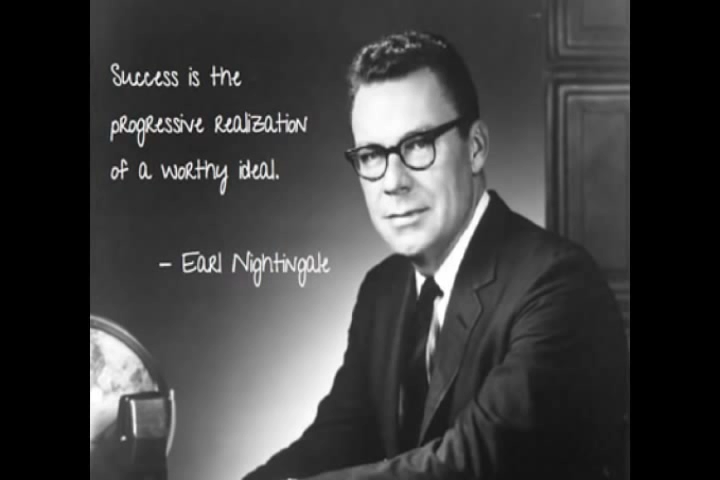 Success is the
progressive realization
of a worthy ideal.
– Earl Nightingale